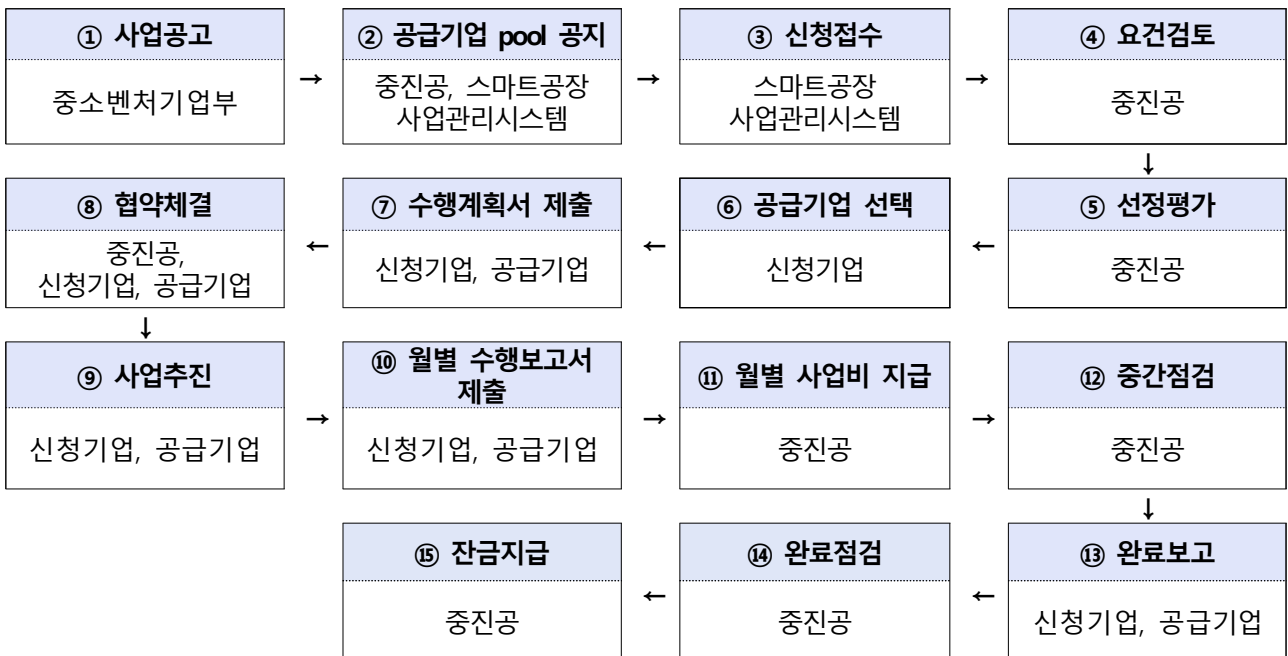 ① 사업공고
중소벤처기업부
→
② 공급기업 pool 공지
중진공, 스마트공장
사업관리시스템
→
③ 신청접수
스마트공장
사업관리시스템
→
④ 요건검토
중진공
↓
⑤ 선정평가
중진공
←
⑥ 공급기업 선택
신청기업
←
⑦ 수행계획서 제출
신청기업, 공급기업
←
⑧ 협약체결
중진공,
신청기업, 공급기업
↓
⑨ 사업추진
신청기업, 공급기업
→
⑩ 월별 수행보고서
제출
신청기업, 공급기업
→
⑪ 월별 사업비 지급
중진공
→
⑫ 중간점검
중진공
↓
⑬ 완료보고
신청기업, 공급기업
←
⑭ 완료점검
중진공
←
⑮ 잔금지급
중진공